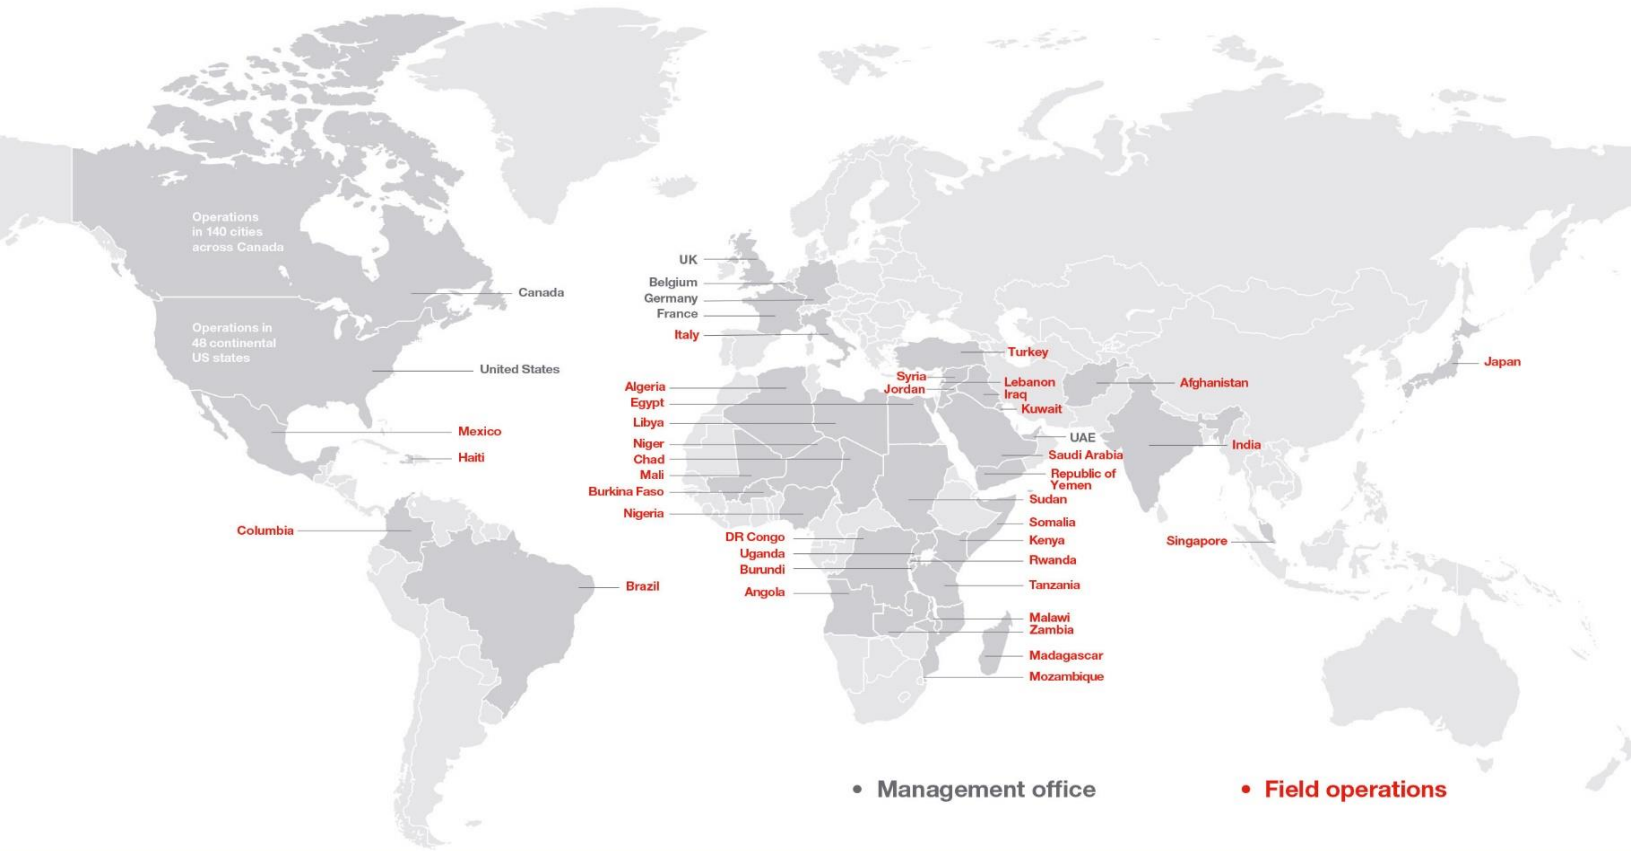 Operations
in 140 cities
across Canada
Canada
Operations in
48 continental
US states
United States
Mexico
Haiti
Columbia
Brazil
UK
Belgium
Germany
France
Italy
Algeria
Egypt
Libya
Niger
Chad
Mali
Burkina Faso
Nigeria
DR Congo
Uganda
Burundi
Angola
Turkey
Syria
Jordan
Lebanon
Iraq
Kuwait
UAE
Saudi Arabia
Republic of
Yemen
Sudan
Somalia
Kenya
Rwanda
Tanzania
Malawi
Zambia
Madagascar
Mozambique
Afghanistan
India
Singapore
Japan
• Management office
• Field operations